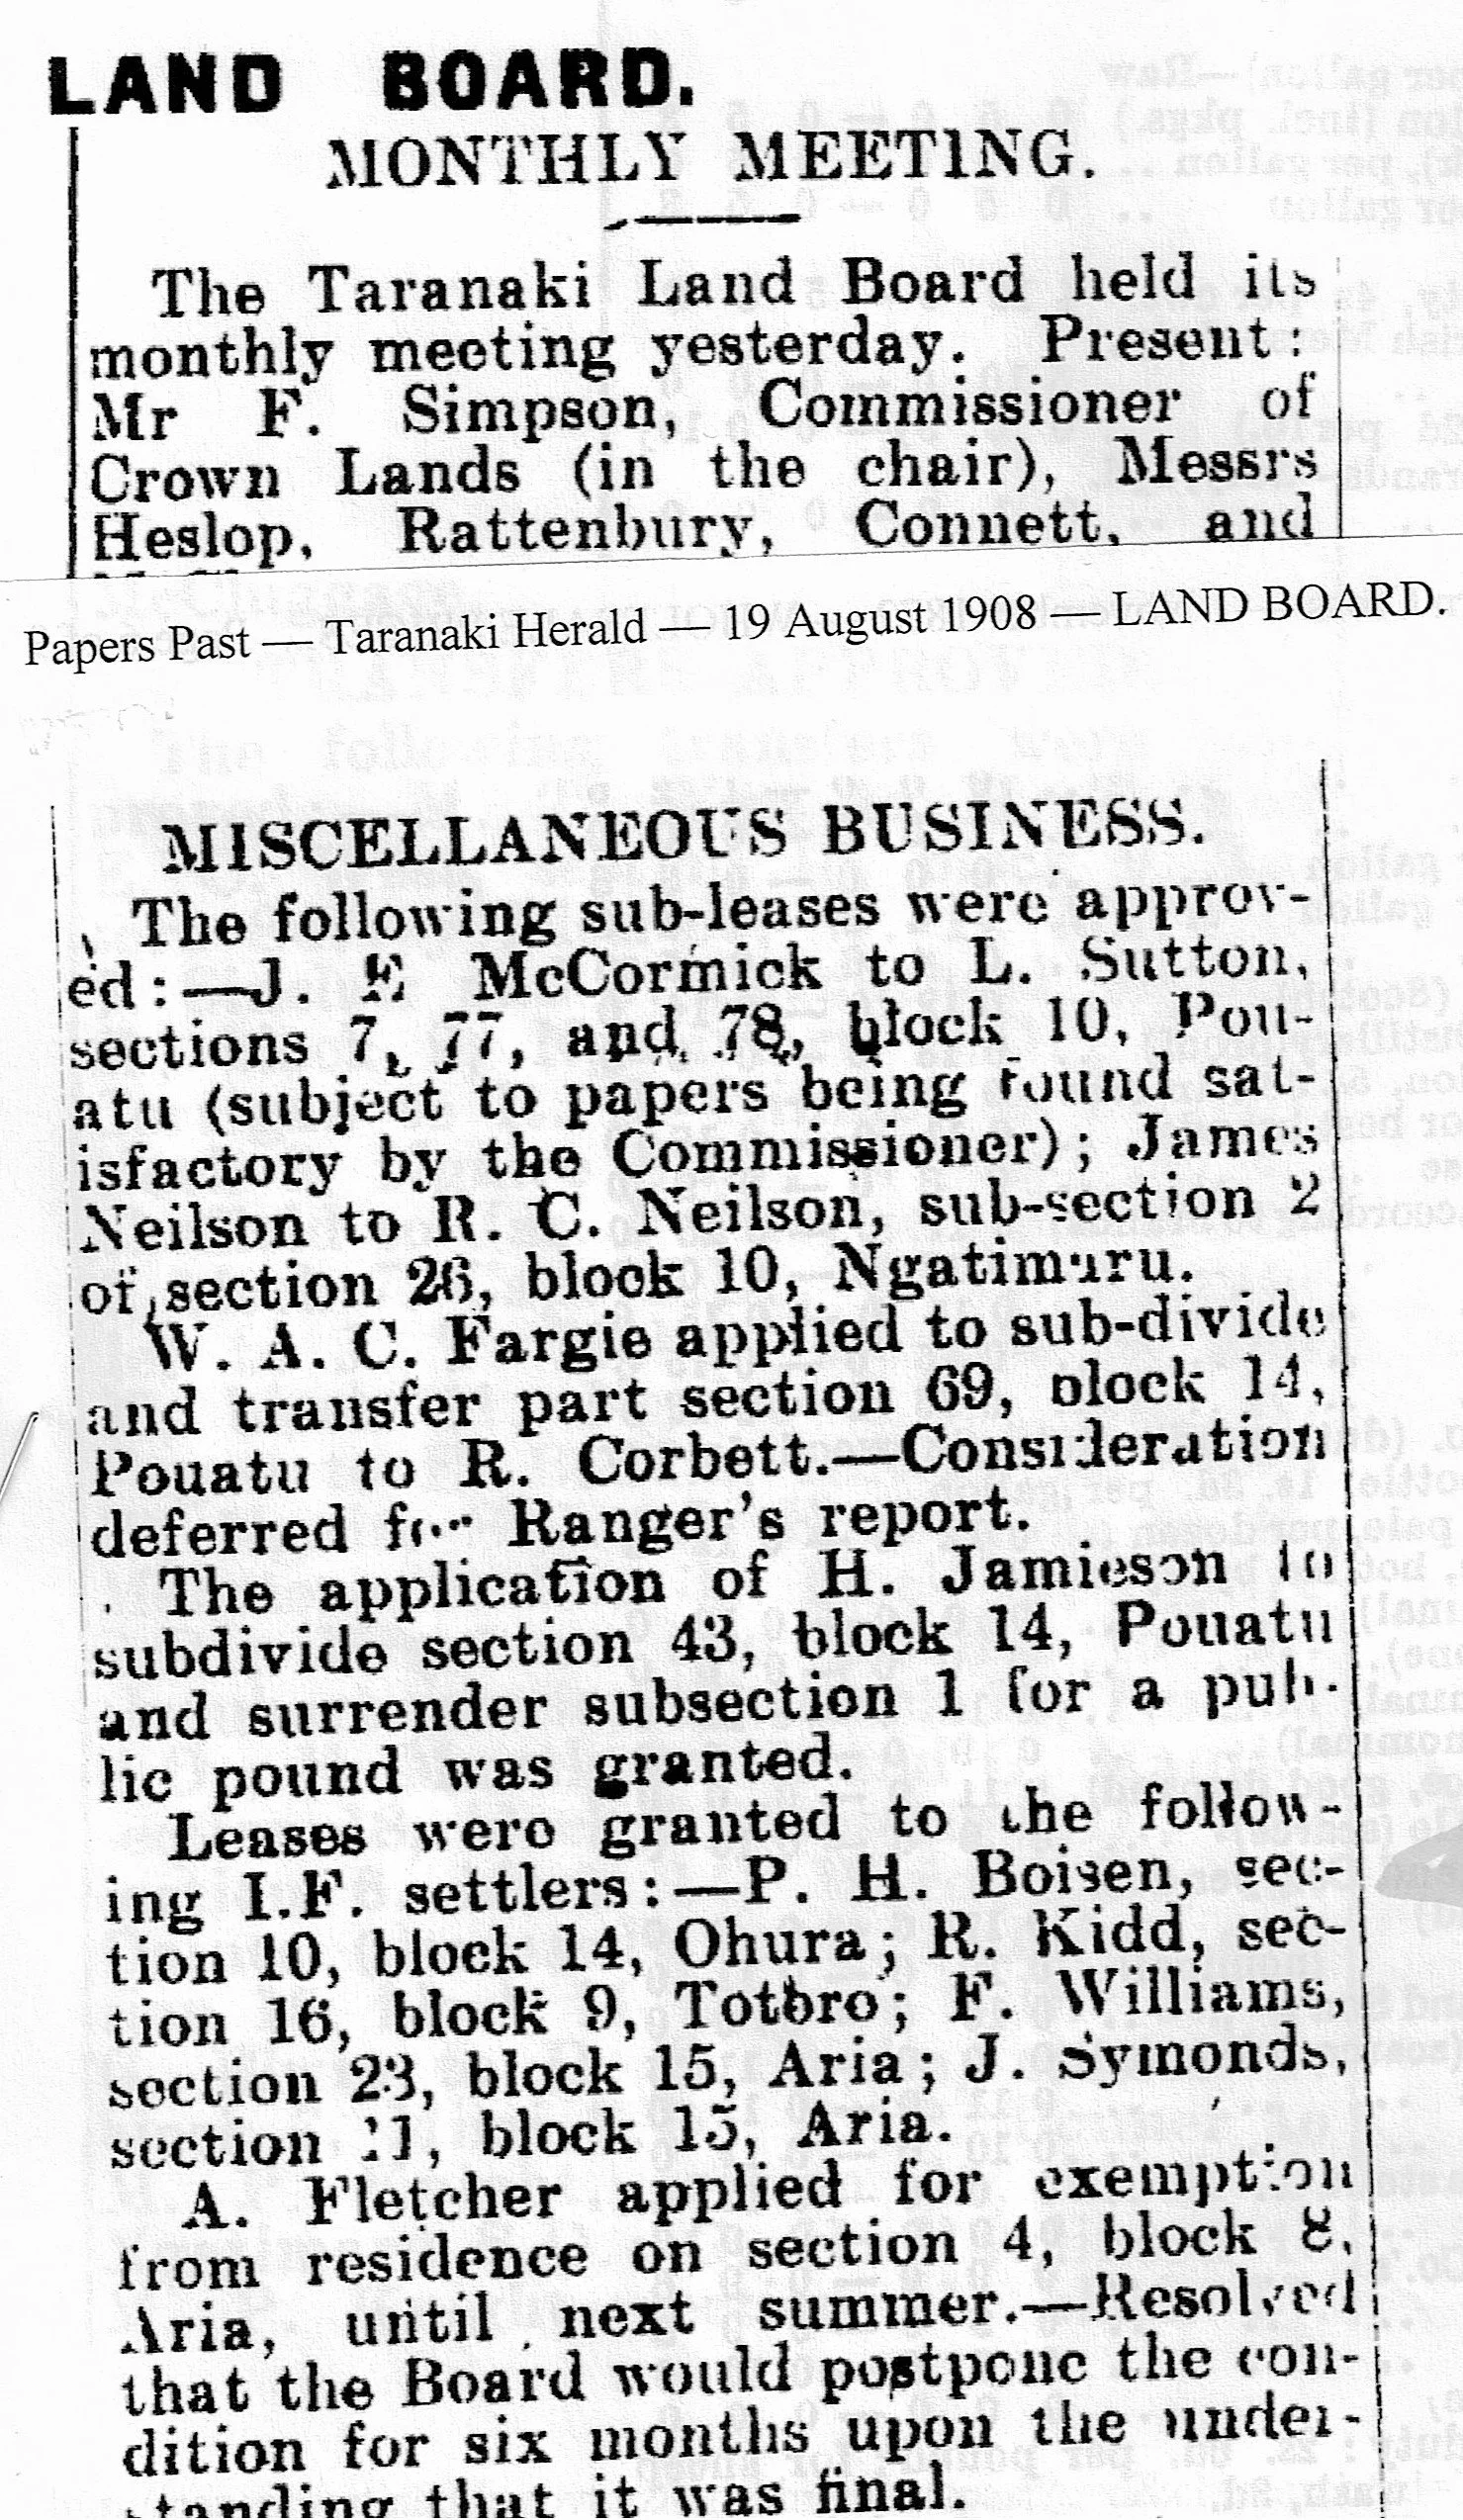 LAND BOARD.
MONTHLY MEETING.
The Taranaki Land Board held its
monthly meeting yesterday. Present:
Mr F. Simpson, Commissioner of
Crown Lands (in the chair), Messrs
Heslop, Rattenbury, Connett, and
Papers Past — Taranaki Herald — 19 August 1908 — LAND BOARD.
MISCELLANEOUS BUSINESS.
The following sub-leases were approv-
ed:—J. E McCormick to L. Sutton,
sections 7, 77, and 78, block 10, Pou-
atu (subject to papers being found sat-
isfactory by the Commissioner); James
Neilson to R. C. Neilson, sub-section 2
of section 26, block 10, Ngatimaru.
W. A. C. Fargie applied to sub-divide
and transfer part section 69, block 14,
Pouatu to R. Corbett.—Consideration
deferred for Ranger's report.
The application of H. Jamieson to
subdivide section 43, block 14, Pouatu
and surrender subsection 1 for a pub-
lic pound was granted.
Leases were granted to the follow-
ing I.F. settlers:—P. H. Boisen, sec-
tion 10, block 14, Ohura; R. Kidd, sec-
tion 16, block 9, Totoro; F. Williams,
section 23, block 15, Aria; J. Symonds,
section block 15, Aria.
A. Fletcher applied for exemption
from residence on section 4, block 8,
Aria, until next summer.—Resolved
that the Board would postpone the con-
dition for six months upon the under-
standing that it was final.